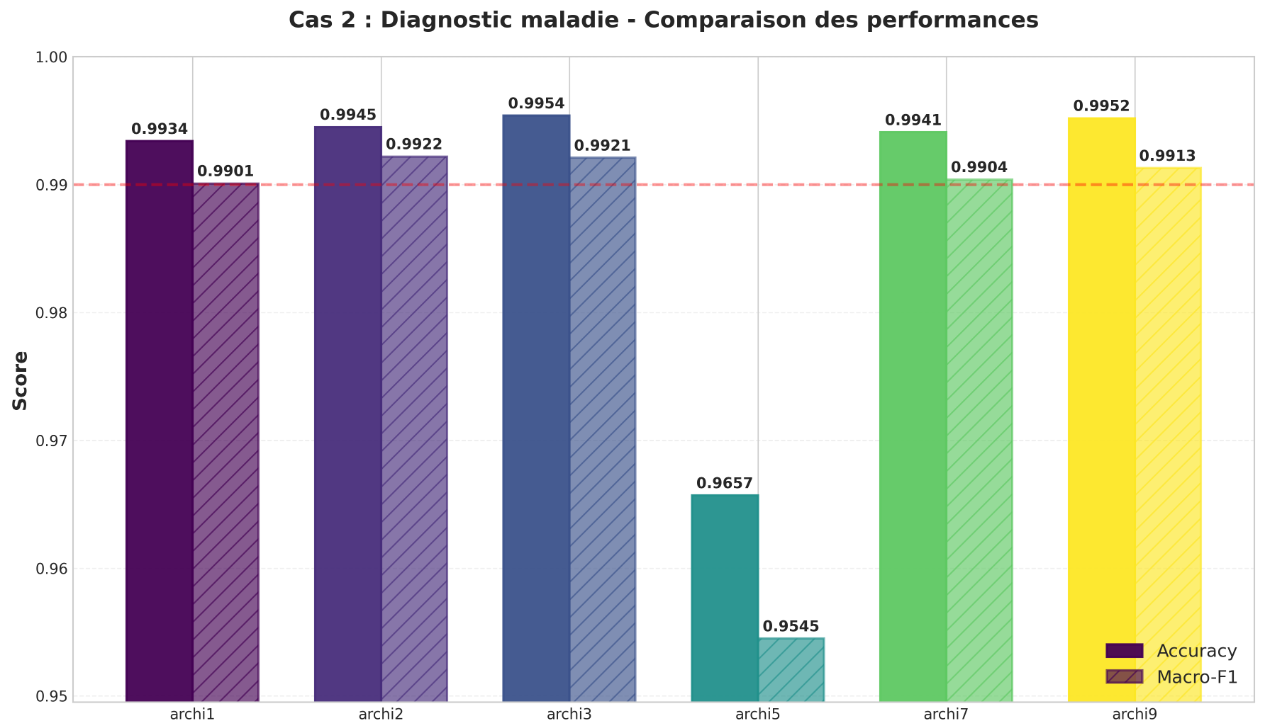 Cas 2 : Diagnostic maladie - Comparaison des performances
Score
1.00
0.99
0.98
0.97
0.96
0.95
0.9934
0.9901
0.9945
0.9922
0.9954
0.9921
0.9657
0.9545
0.9941
0.9904
0.9952
0.9913
archi1
archi2
archi3
archi5
archi7
archi9
Accuracy
Macro-F1